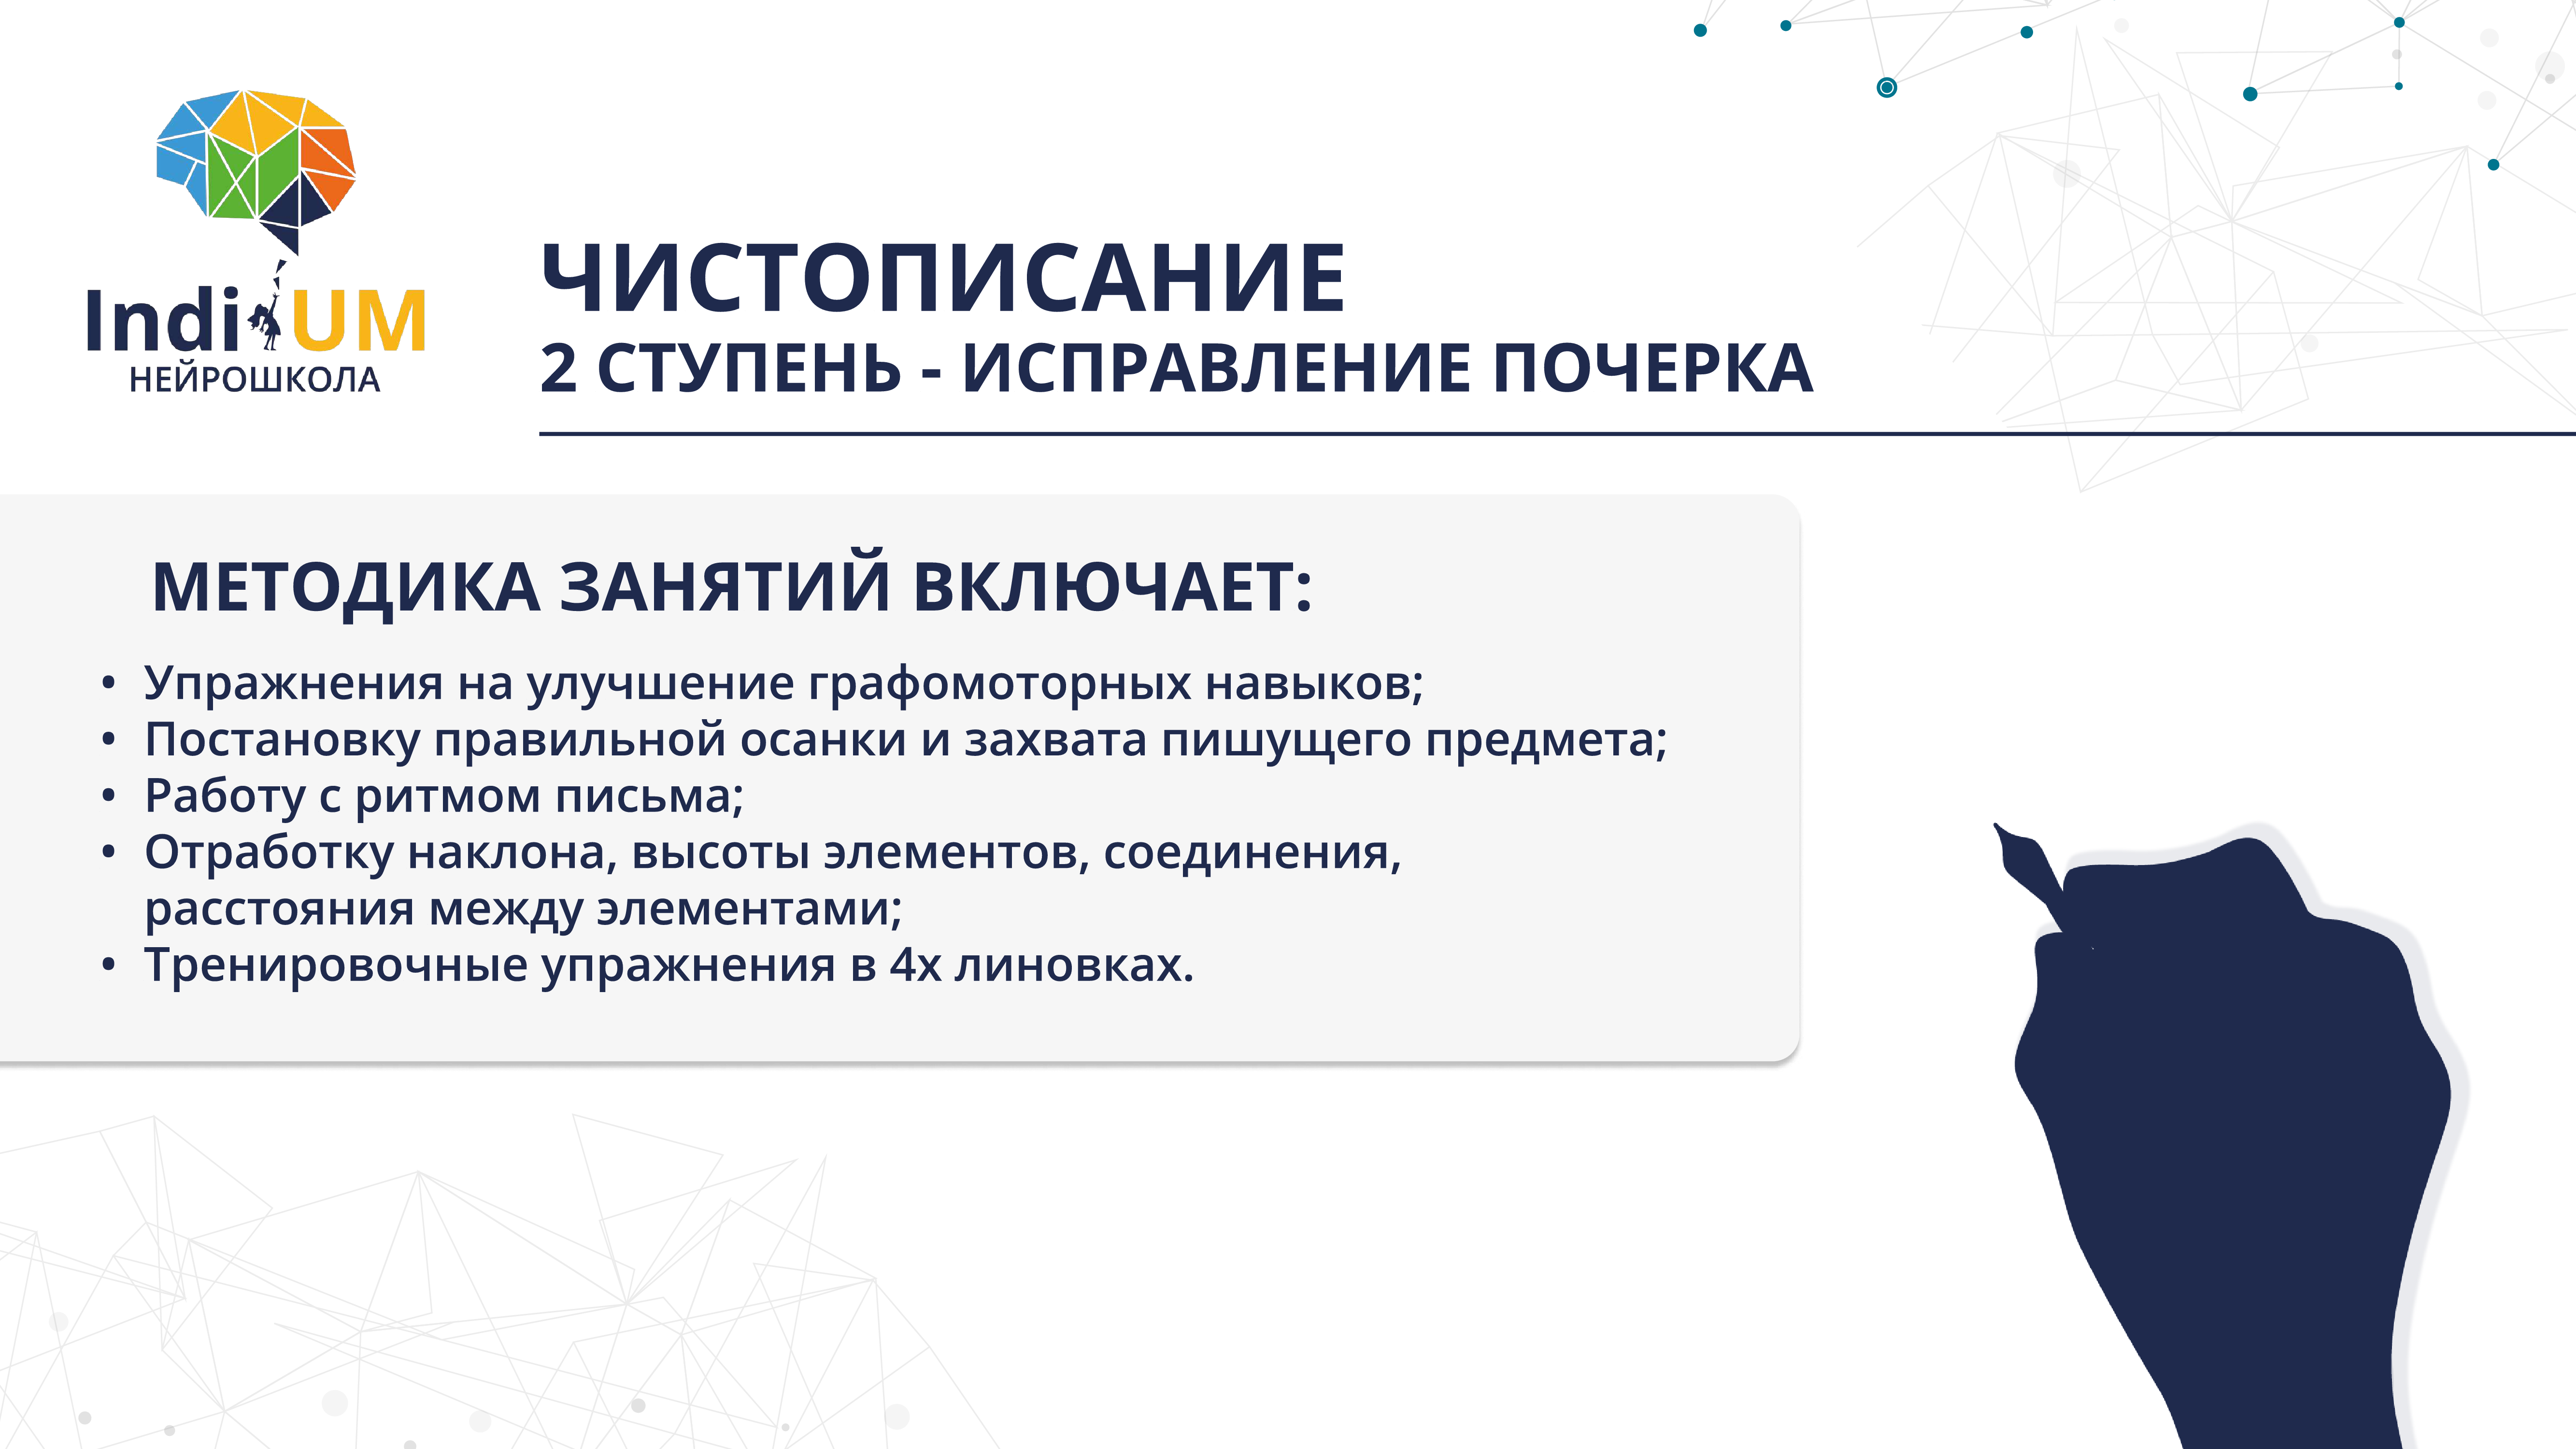 IndiUM
НЕЙРОШКОЛА
ЧИСТОПИСАНИЕ
2 СТУПЕНЬ - ИСПРАВЛЕНИЕ ПОЧЕРКА
МЕТОДИКА ЗАНЯТИЙ ВКЛЮЧАЕТ:
• Упражнения на улучшение графомоторных навыков;
• Постановку правильной осанки и захвата пишущего предмета;
• Работу с ритмом письма;
• Отработку наклона, высоты элементов, соединения,
расстояния между элементами;
• Тренировочные упражнения в 4х линовках.